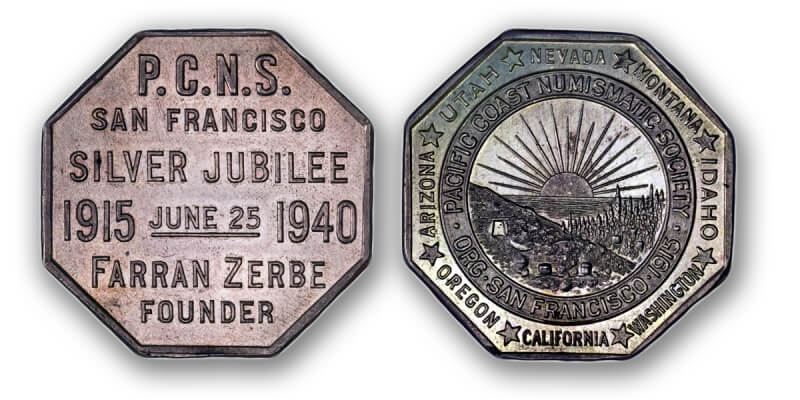 P.C.N.S.
SAN FRANCISCO
SILVER JUBILEE
1915 JUNE 25 1940
FARRAN ZERBE
FOUNDER
ARIZONA ★ UTAH ★ NEVADA ★ MONTANA ★ IDAHO ★ WASHINGTON ★ CALIFORNIA ★ OREGON ★
PACIFIC COAST NUMISMATIC SOCIETY
· ORG · SAN FRANCISCO · 1915 ·